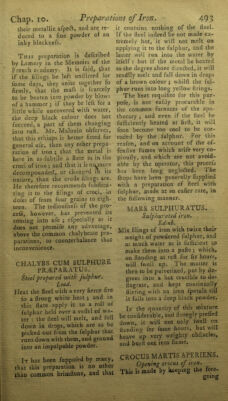 Chap. 10. Preparations of Iron. 493
their metallic aspect, and are re-
duced to a fine powder of an
inky blackness.
THIS preparation is described
by Lemery in the Memoirs of the
French academy. It is said, that
if the filings be left unstirred for
some days, they unite together so
firmly, that the mass is scarcely
to be beaten into powder by blows
of a hammer; if they be left for a
little while uncovered with water,
the deep black colour does not
succeed, a part of them changing
into rust. Mr. Malouin observes,
that this ethiops is better fitted for
general use, than any other prepa-
ration of iron; that the metal is
here in as subtile a state as in the
rust of iron; and that it is
decompounded, or changed in its
nature, than the crude filings are.
He therefore recommends substitu-
ting it to the filings of crocs, in
doses of from four grains to eight-
teen. The tediousness of the pro-
cess, however, has prevented its
coming into use; especially as it
does not promise any advantage,
above the common chalybeate pre-
parations, to counterbalance that
inconvenience.
CHALYBS CUM SULPHURE
PRÆPARATUS.
Steel prepared with sulphur.
Lond.
Heat the steel with a very fierce fire
to a strong white heat; and in
this state apply it to a roll of
sulphur held over a vessel of wa-
ter: the steel will melt, and fall
down in drops, which are to be
picked out from the sulphur that
runs down with them, and ground
into an impalpable powder.
IT has been supposed by many,
that this preparation is no other
than common brimstone, and that
it contains nothing of the steel.
If the steel indeed be not made ex-
tremely hot, it will not melt on
applying it to the sulphur, and the
latter will run into the water by
itself: but if the steel be heated
to the degree above directed, it will
readily melt and fall down in drops
of a brown colour; whilst the sul-
phur runs into long yellow strings.
The heat requisite for this pur-
pose, is not easily procurable in
the common furnaces of the apo-
thecary; and even if the steel be
sufficiently heated at first, it will
soon become too cool to be cor-
roded by the sulphur. For this
reason, and on account of the of-
fensive fumes which arise very co-
piously, and which are not avoid-
able by the operator, this process
has been long neglected. The
shops have been generally supplied
with a preparation of steel with
sulphur, made at an easier rate, in
the following manner.
MARS SULPHURATUS.
Sulphurated iron.
Edinb.
Mix filings of iron with twice their
weight of powdered sulphur, and
as much water as is sufficient to
make them into a paste; which,
on standing at rest for hours,
will swell up. The matter is
then to be pulverized, put by de-
grees into a hot crucible to de-
flagrate, and kept continually
stirring with an iron spatula till
it falls into a deep black powder.
If the quantity of this mixture
be considerable, and strongly pressed
down, it will not only swell on
standing for some hours, but will
heave up very weighty obstacles,
and burst out into flame.
CROCUS MARTIS APERIENS.
Opening crocus of iron.
This is made by keeping the fore-
going